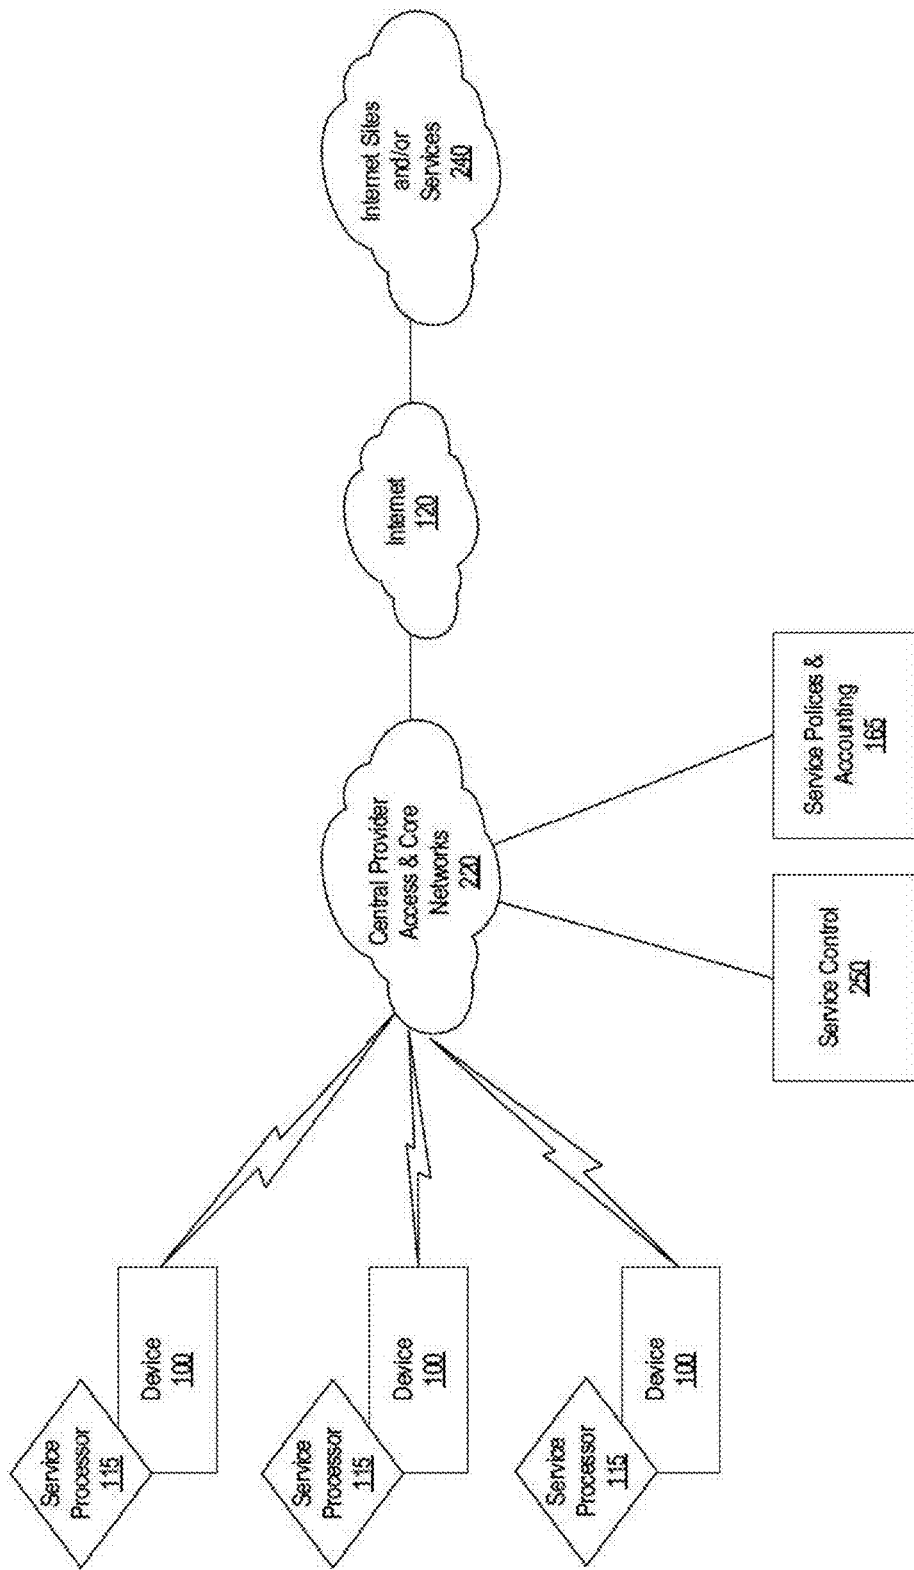 Service
Processor
115
Device
100
Service
Processor
115
Device
100
Service
Processor
115
Device
100
Central Provider
Access & Core
Networks
220
Internet
120
Internet Sites
and/or
Services
240
Service Control
250
Service Polices &
Accounting
165